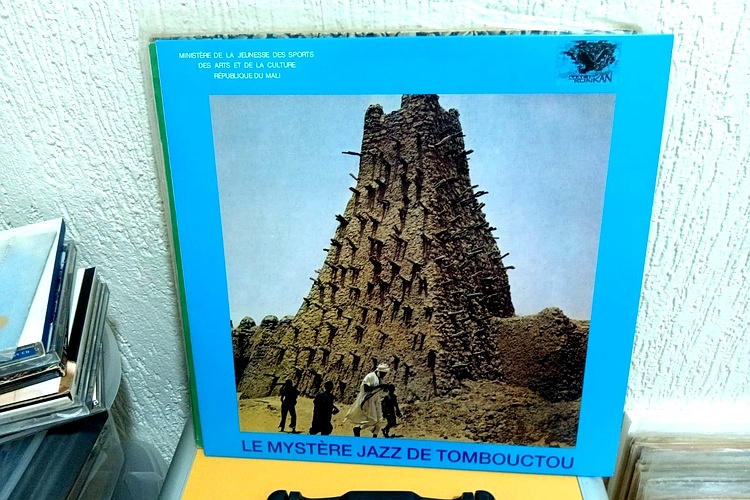 MINISTÈRE DE LA JEUNESSE DES SPORTS
DES ARTS ET DE LA CULTURE
RÉPUBLIQUE DU MALI
LE MYSTÈRE JAZZ DE TOMBOUCTOU